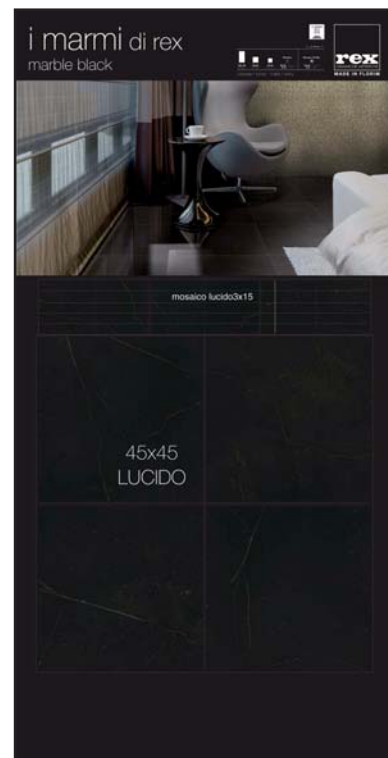 i marmi di rex
marble black
rex
MADE IN FLORIM
mosaico lucido3x15
45x45
LUCIDO